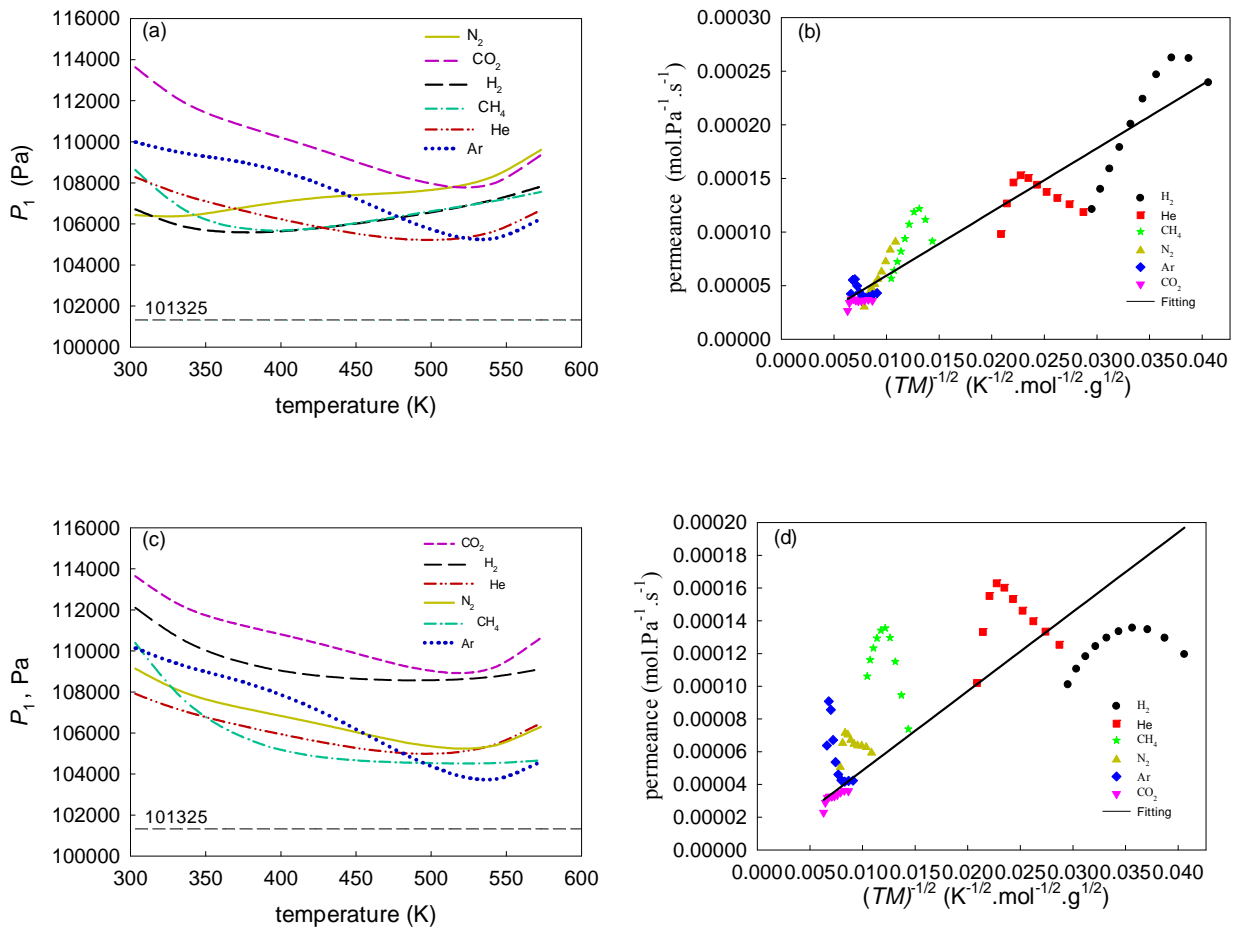 (a)
P₁ (Pa)
116000
114000
112000
110000
108000
106000
104000
102000
100000
N₂
CO₂
H₂
CH₄
He
Ar
101325
300 350 400 450 500 550 600
temperature (K)
(b)
permeance (mol.Pa⁻¹.s⁻¹)
0.00030
0.00025
0.00020
0.00015
0.00010
0.00005
0.00000
H₂
He
CH₄
N₂
Ar
CO₂
Fitting
0.0000.0050.0100.0150.0200.0250.0300.0350.040
(TM)⁻¹/² (K⁻¹/².mol⁻¹/².g¹/²)
(c)
P₁ , Pa
116000
114000
112000
110000
108000
106000
104000
102000
100000
CO₂
H₂
He
N₂
CH₄
Ar
101325
300 350 400 450 500 550 600
temperature (K)
(d)
permeance (mol.Pa⁻¹.s⁻¹)
0.00020
0.00018
0.00016
0.00014
0.00012
0.00010
0.00008
0.00006
0.00004
0.00002
0.00000
H₂
He
CH₄
N₂
Ar
CO₂
Fitting
0.0000.0050.0100.0150.0200.0250.0300.0350.040
(TM)⁻¹/² (K⁻¹/².mol⁻¹/².g¹/²)